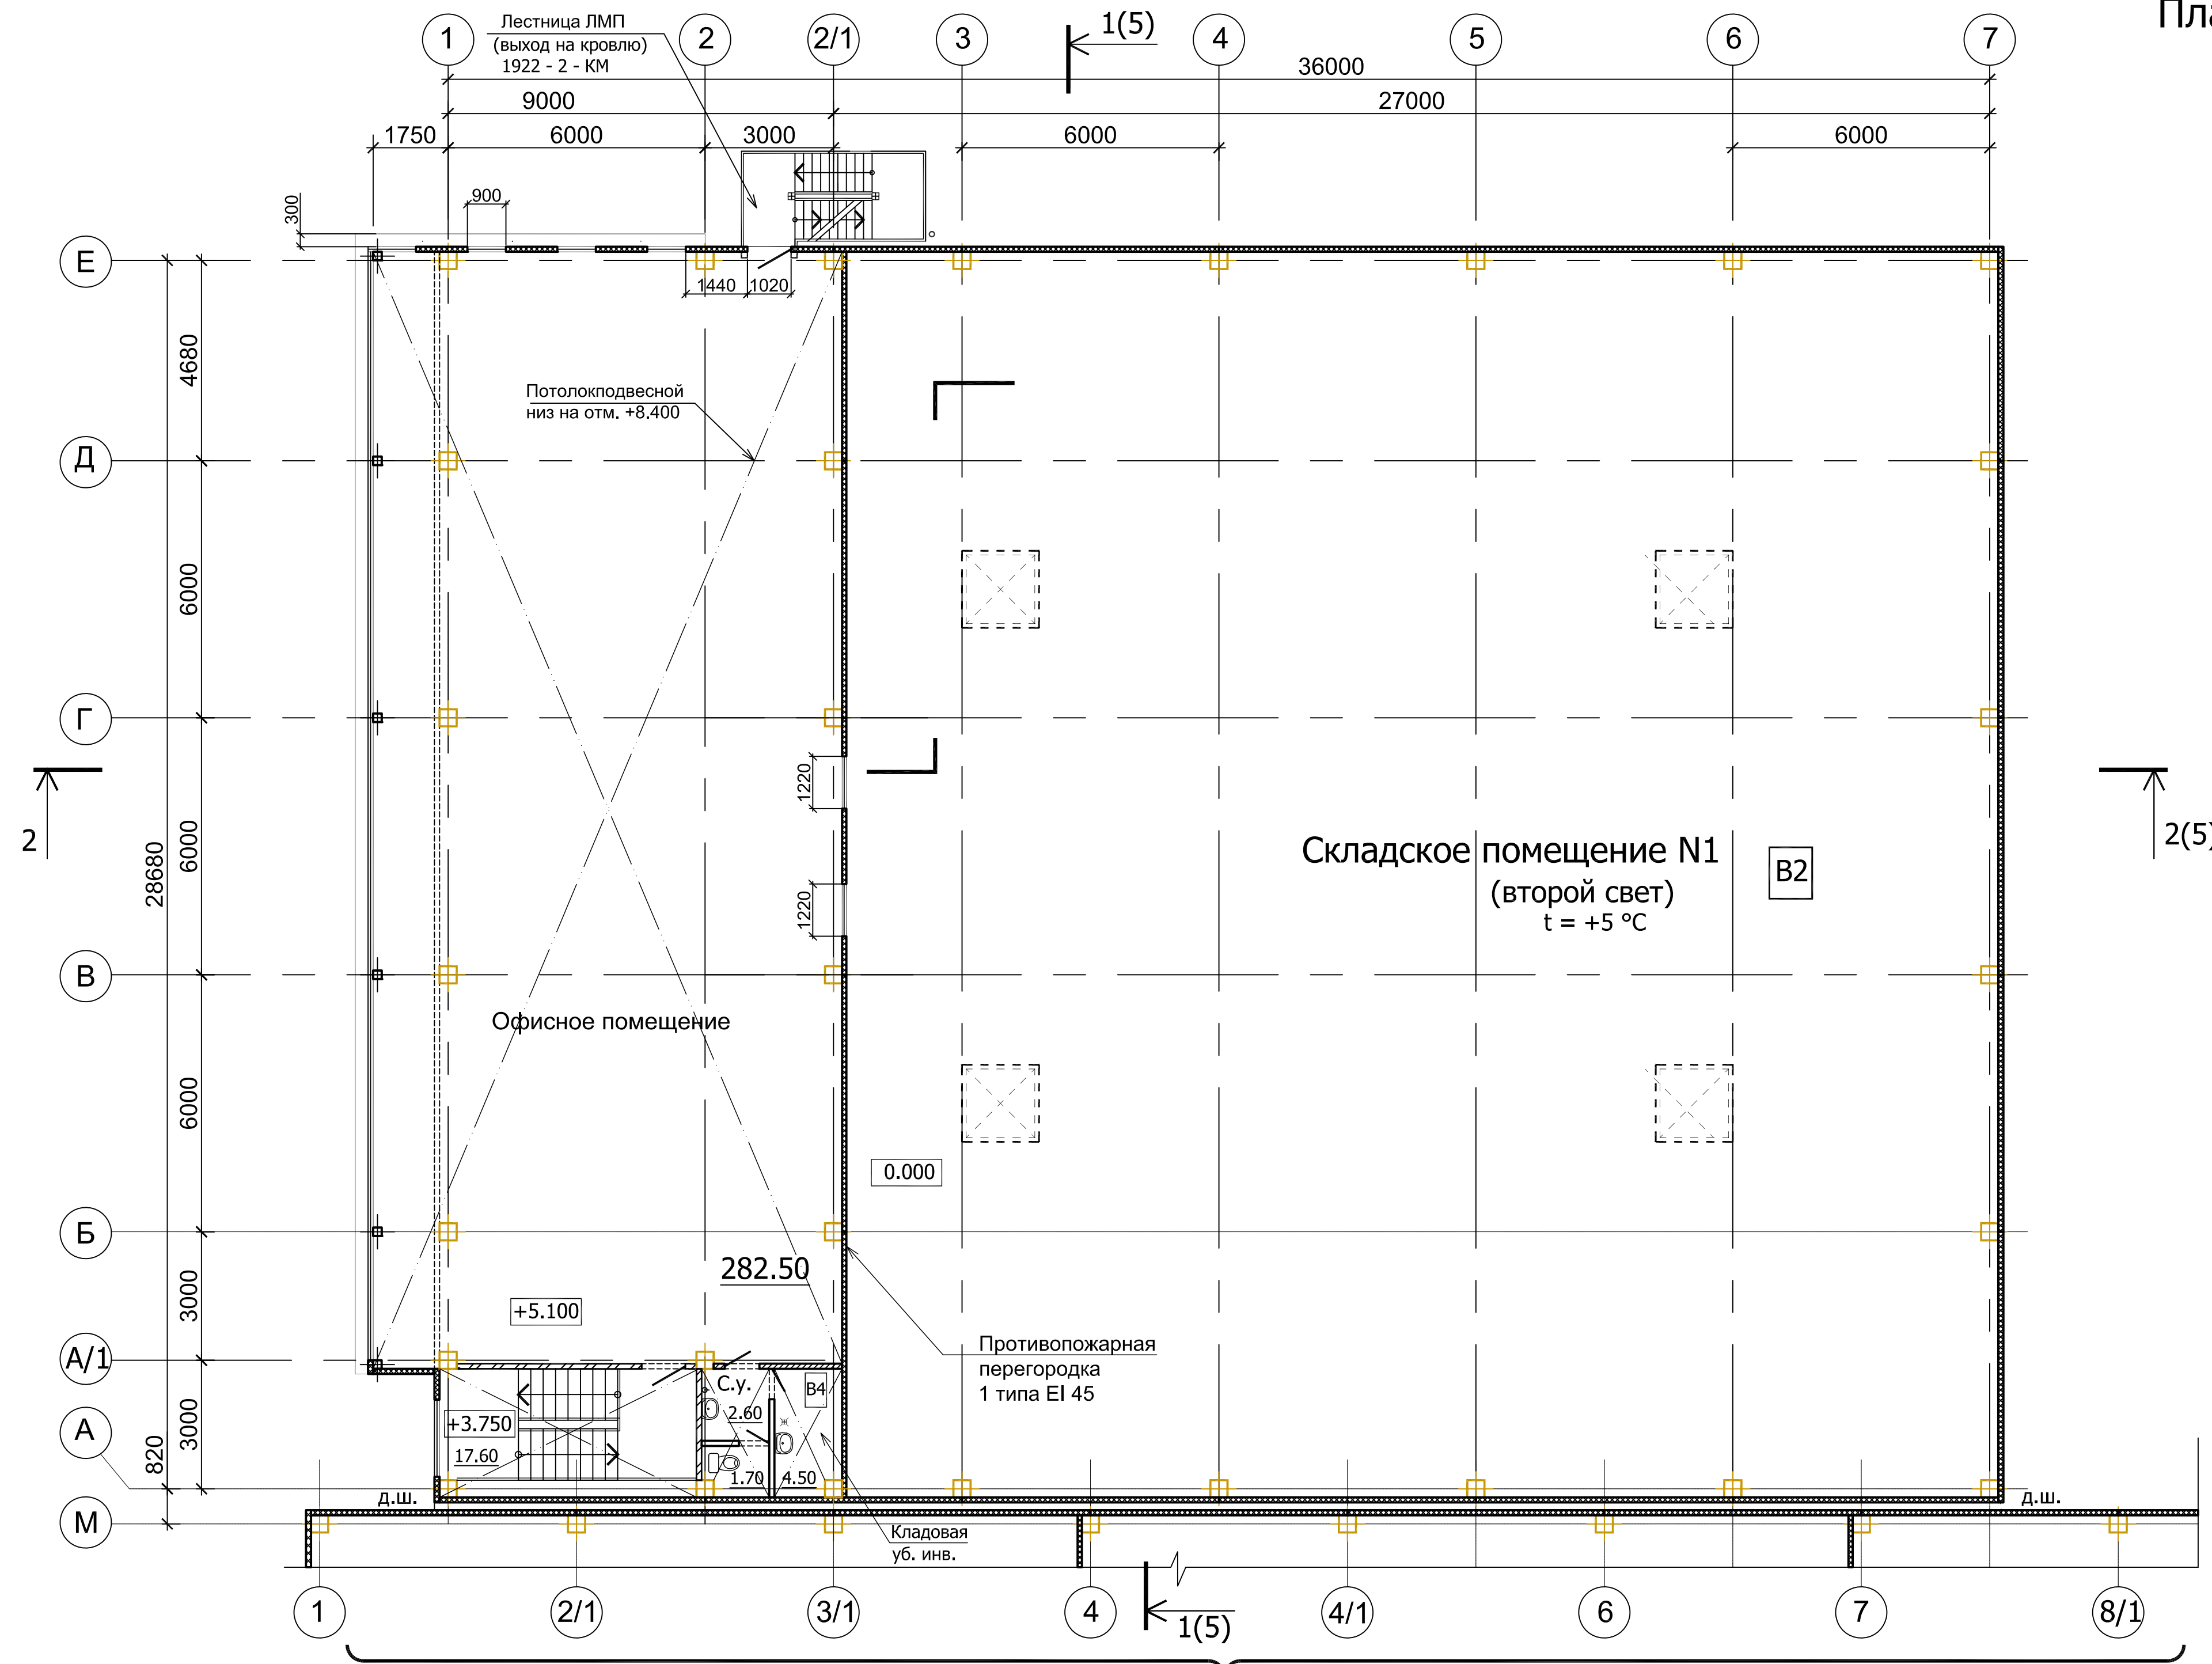 Лестница ЛМП
(выход на кровлю)
1922 - 2 - КМ
1
2
2/1
3
1(5)
4
5
6
7
36000
9000
27000
1750
6000
3000
6000
6000
900
300
Е
1440
1020
4680
Потолокподвесной
низ на отм. +8.400
Д
6000
Г
1220
2
6000
28680
Складское помещение N1
В2
2(5)
(второй свет)
t = +5 °C
1220
В
Офисное помещение
6000
0.000
Б
282.50
3000
+5.100
Противопожарная
перегородка
1 типа EI 45
А/1
С.у.
В4
2.60
+3.750
17.60
1.70
4.50
А
3000
820
д.ш.
д.ш.
М
Кладовая
уб. инв.
1
2/1
3/1
4
1(5)
4/1
6
7
8/1